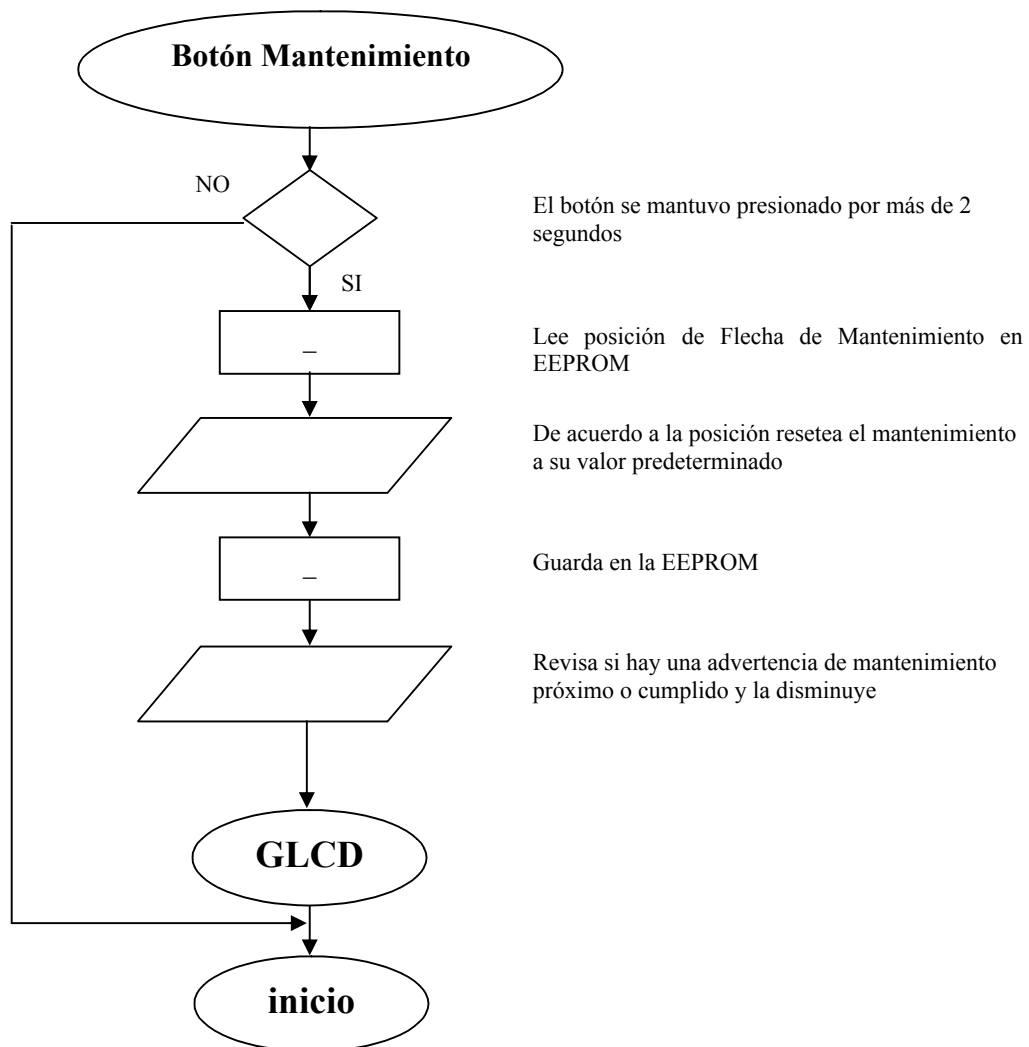 Botón Mantenimiento
NO
El botón se mantuvo presionado por más de 2
segundos
SI
_
Lee posición de Flecha de Mantenimiento en
EEPROM
De acuerdo a la posición resetea el mantenimiento
a su valor predeterminado
_
Guarda en la EEPROM
Revisa si hay una advertencia de mantenimiento
próximo o cumplido y la disminuye
GLCD
inicio